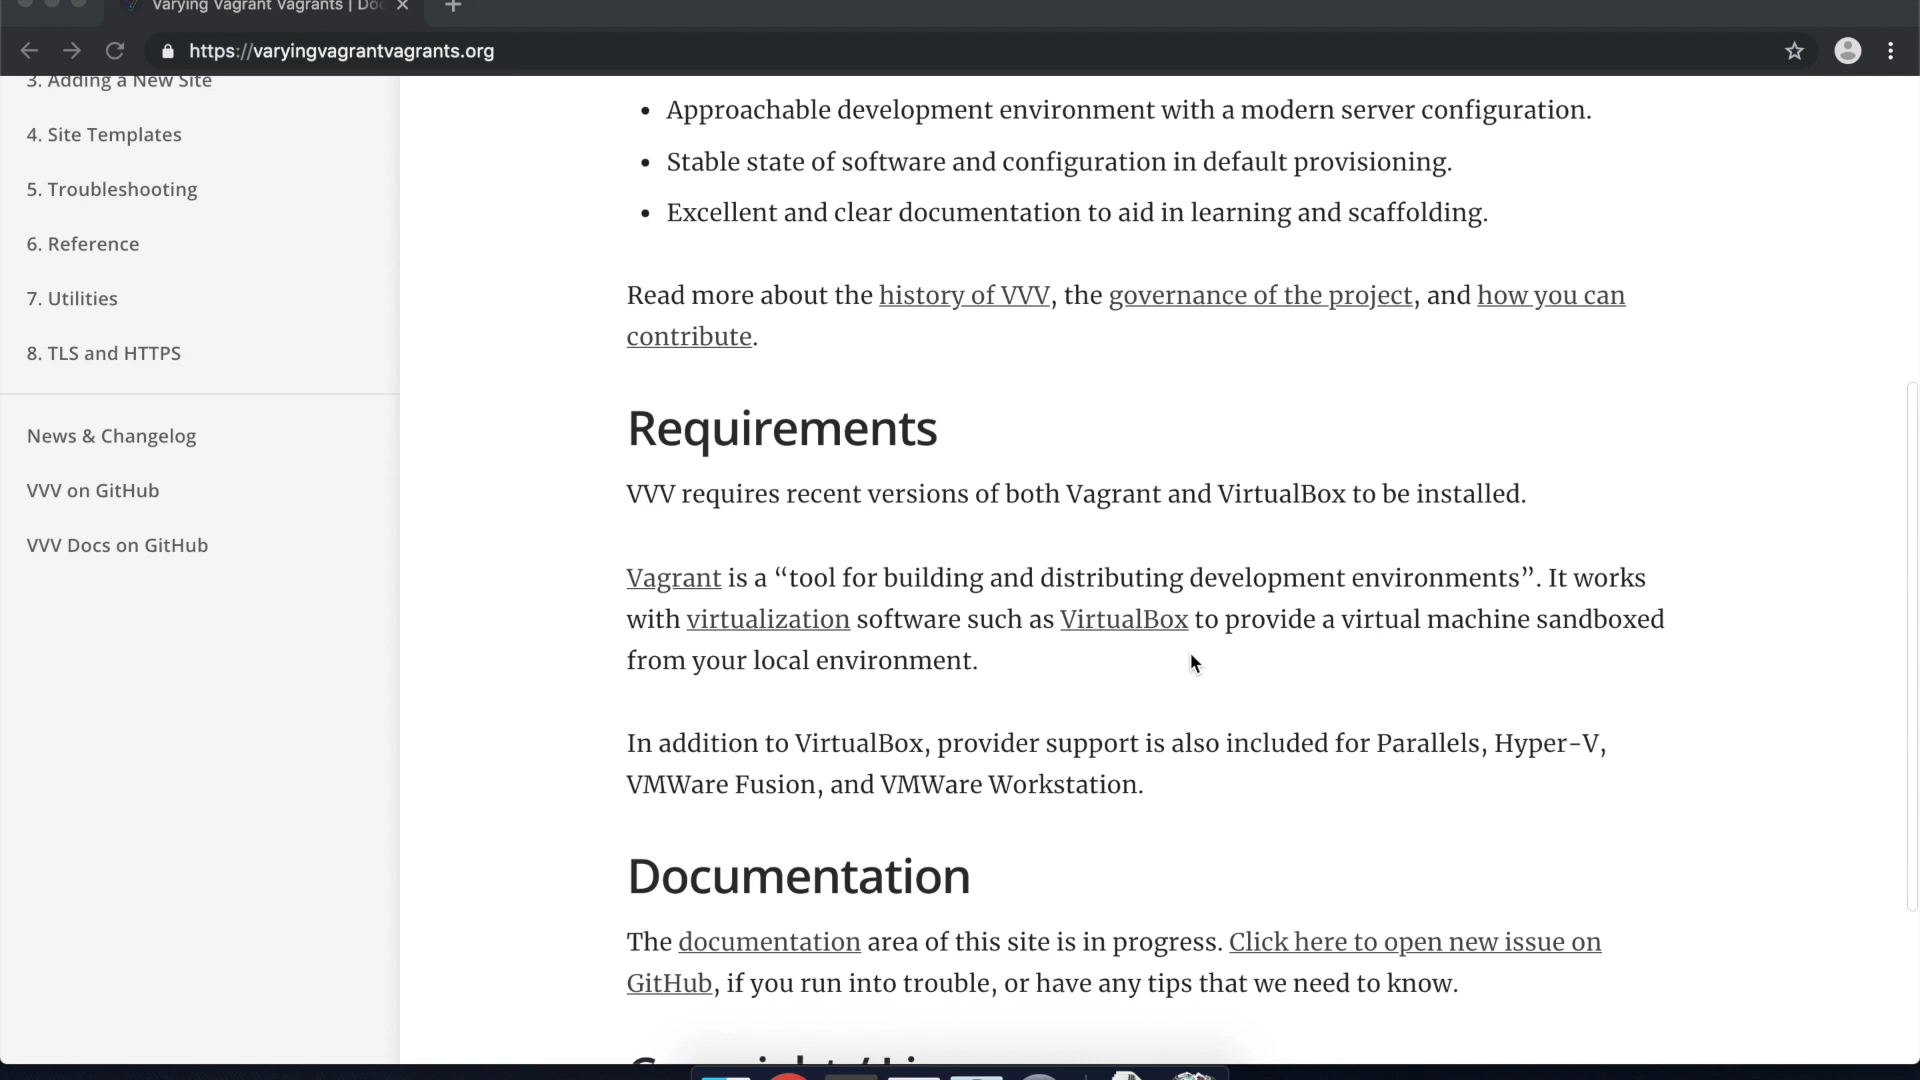 Varying Vagrant Vagrants | Doc
https://varyingvagrantvagrants.org
3. Adding a New Site
4. Site Templates
5. Troubleshooting
6. Reference
7. Utilities
8. TLS and HTTPS
News & Changelog
VVV on GitHub
VVV Docs on GitHub
• Approachable development environment with a modern server configuration.
• Stable state of software and configuration in default provisioning.
• Excellent and clear documentation to aid in learning and scaffolding.
Read more about the history of VVV, the governance of the project, and how you can
contribute.
Requirements
VVV requires recent versions of both Vagrant and VirtualBox to be installed.
Vagrant is a “tool for building and distributing development environments”. It works
with virtualization software such as VirtualBox to provide a virtual machine sandboxed
from your local environment.
In addition to VirtualBox, provider support is also included for Parallels, Hyper-V,
VMWare Fusion, and VMWare Workstation.
Documentation
The documentation area of this site is in progress. Click here to open new issue on
GitHub, if you run into trouble, or have any tips that we need to know.